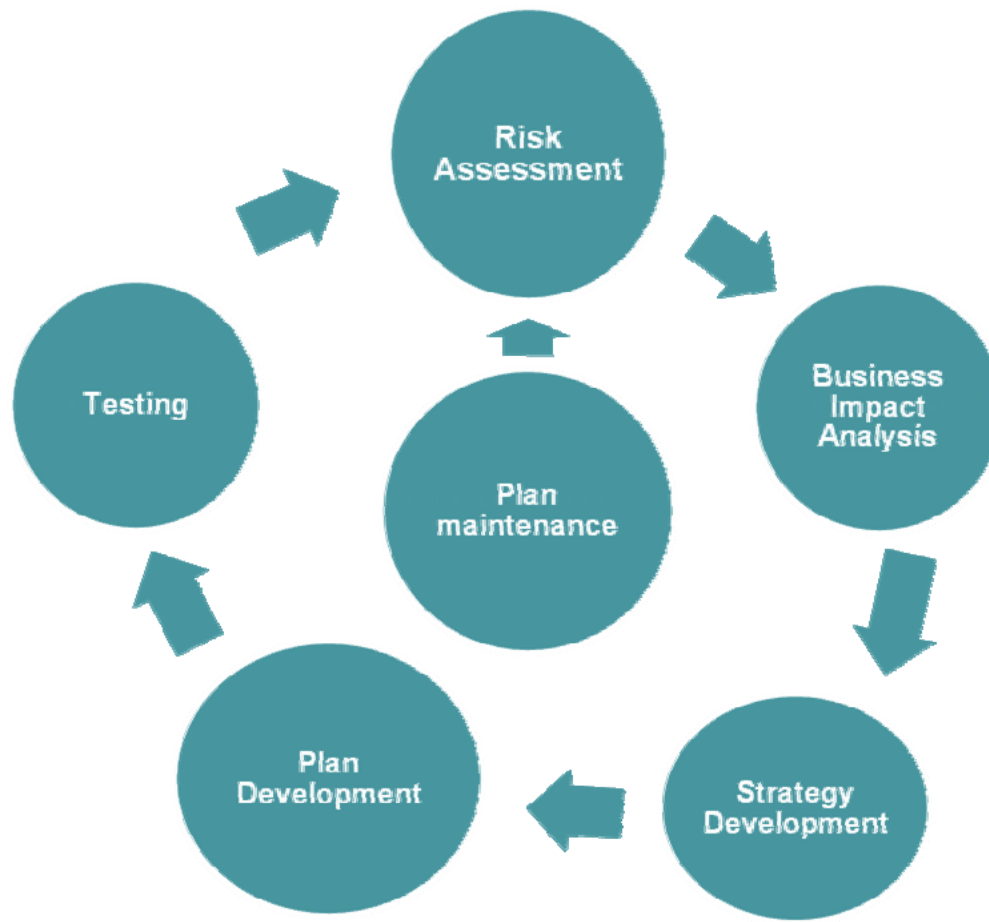 Risk
Assessment
Business
Impact
Analysis
Testing
Plan
maintenance
Plan
Development
Strategy
Development